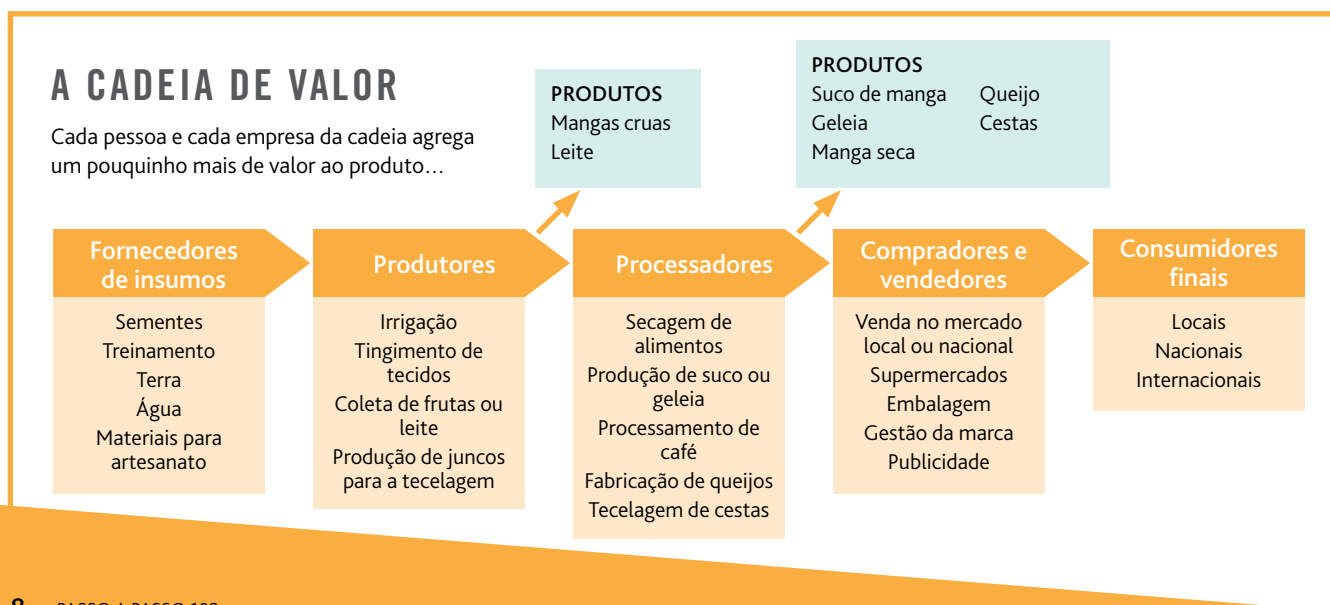 A CADEIA DE VALOR
Cada pessoa e cada empresa da cadeia agrega
um pouquinho mais de valor ao produto…
PRODUTOS
Mangas cruas
Leite
PRODUTOS
Suco de manga
Geleia
Manga seca
Queijo
Cestas
Fornecedores
de insumos
Sementes
Treinamento
Terra
Água
Materiais para
artesanato
Produtores
Irrigação
Tingimento de
tecidos
Coleta de frutas ou
leite
Produção de juncos
para a tecelagem
Processadores
Secagem de
alimentos
Produção de suco ou
geleia
Processamento de
café
Fabricação de queijos
Tecelagem de cestas
Compradores e
vendedores
Venda no mercado
local ou nacional
Supermercados
Embalagem
Gestão da marca
Publicidade
Consumidores
finais
Locais
Nacionais
Internacionais